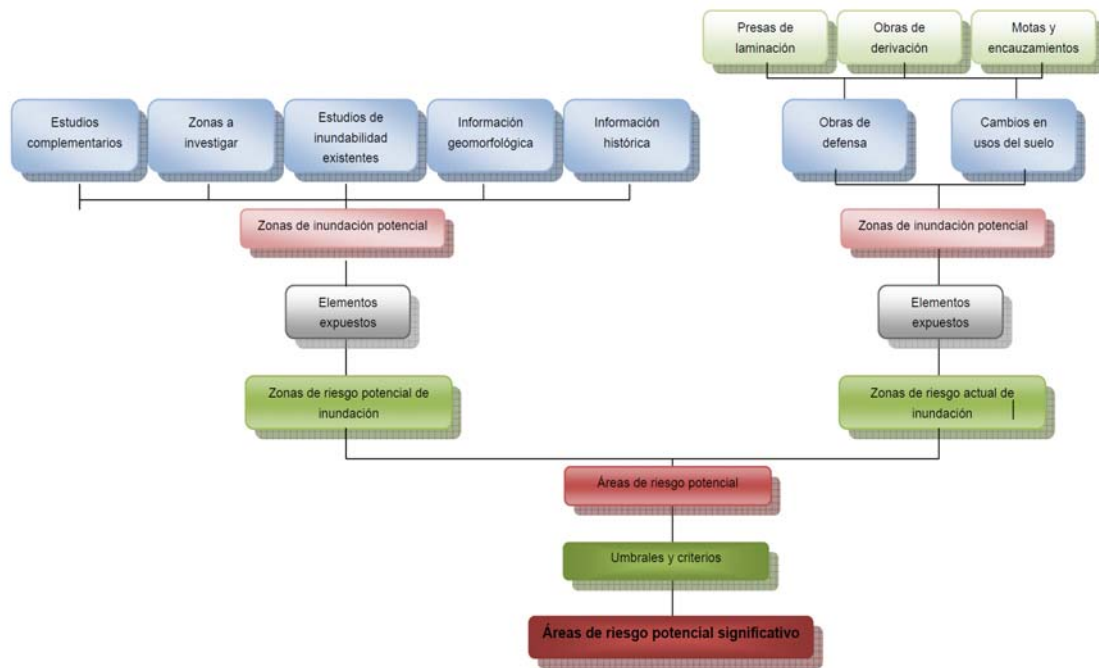 Presas de
laminación
Obras de
derivación
Motas y
encauzamientos
Estudios
complementarios
Zonas a
investigar
Estudios de
inundabilidad
existentes
Información
geomorfológica
Información
histórica
Obras de
defensa
Cambios en
usos del suelo
Zonas de inundación potencial
Zonas de inundación potencial
Elementos
expuestos
Elementos
expuestos
Zonas de riesgo potencial de
inundación
Zonas de riesgo actual de
inundación
Áreas de riesgo potencial
Umbrales y criterios
Áreas de riesgo potencial significativo